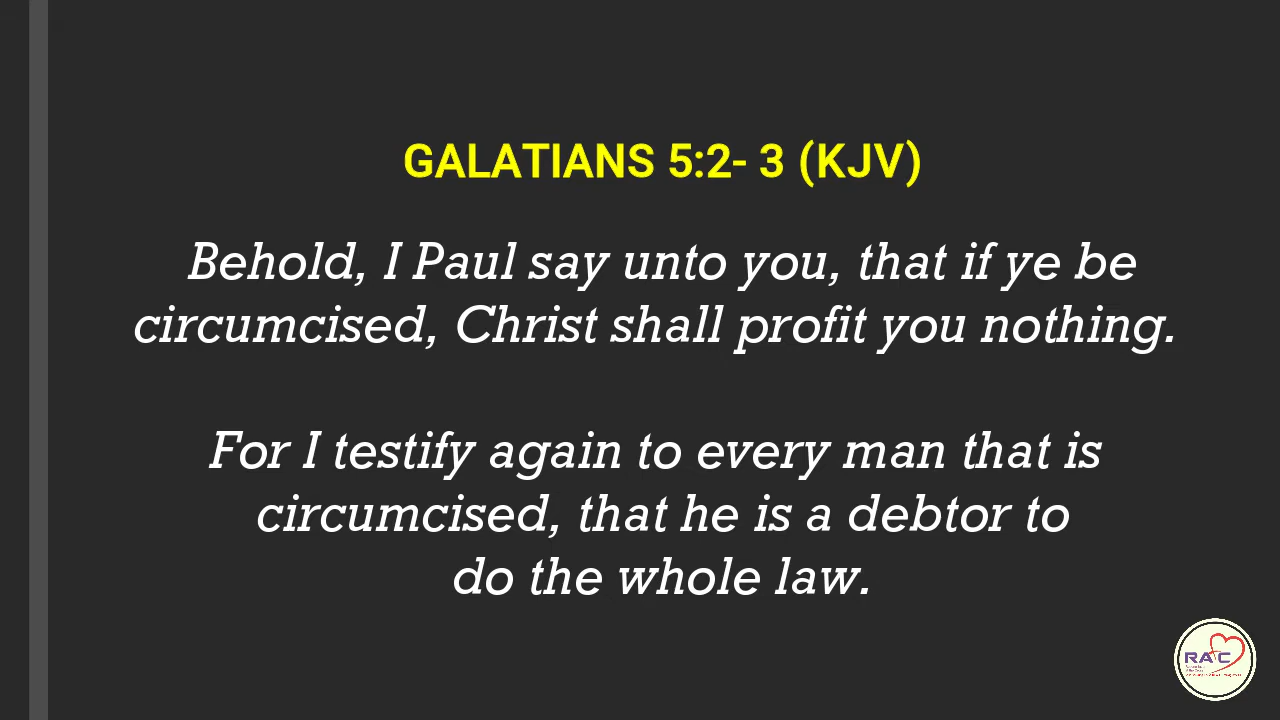 GALATIANS 5:2- 3 (KJV)
Behold, I Paul say unto you, that if ye be
circumcised, Christ shall profit you nothing.
For I testify again to every man that is
circumcised, that he is a debtor to
do the whole law.
RAFC